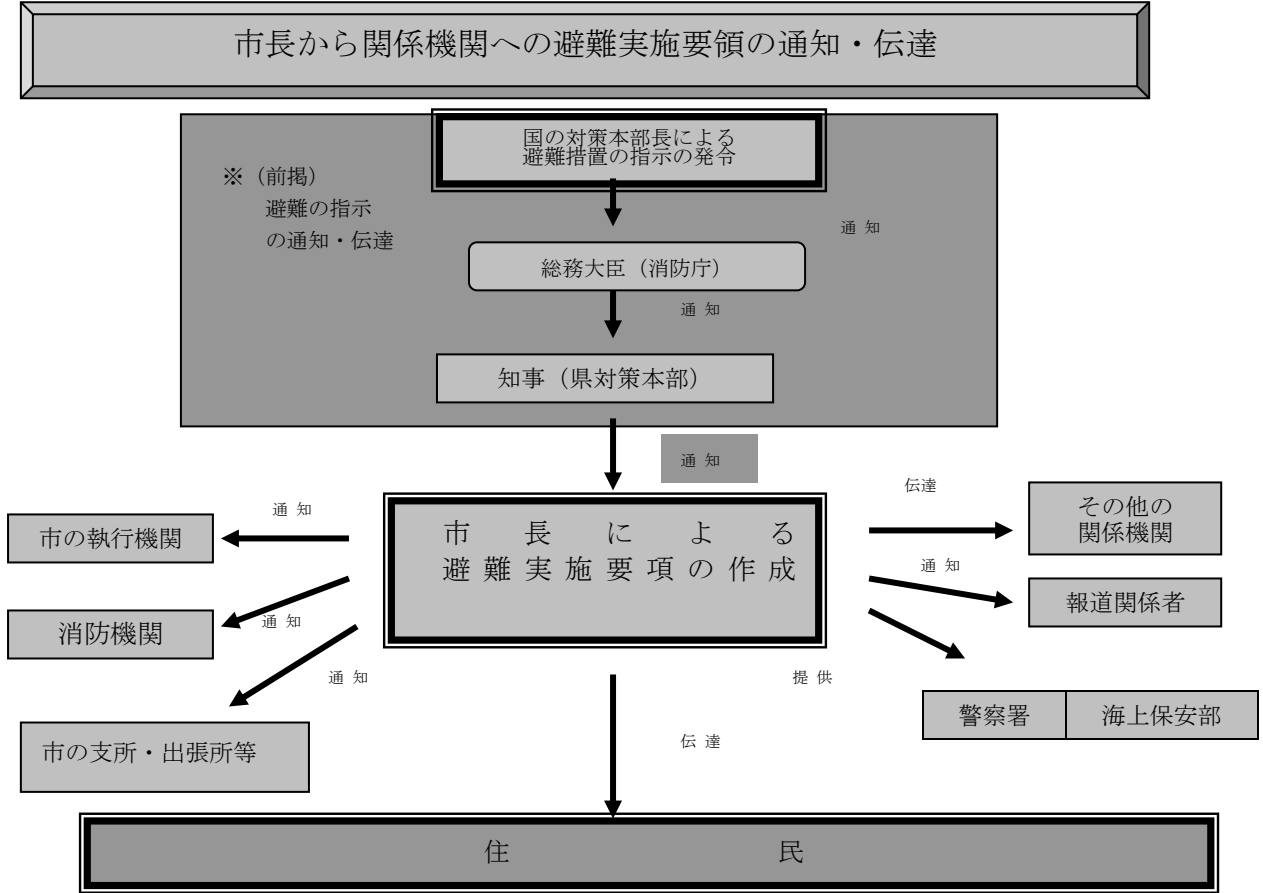 市長から関係機関への避難実施要領の通知・伝達
国の対策本部長による
避難措置の指示の発令
※（前掲）
避難の指示
の通知・伝達
通 知
総務大臣（消防庁）
通 知
知事（県対策本部）
通 知
市長による
避難実施要項の作成
通 知
市の執行機関
通 知
消防機関
通 知
市の支所・出張所等
伝達
その他の
関係機関
通 知
報道関係者
提 供
警察署
海上保安部
伝 達
住 民